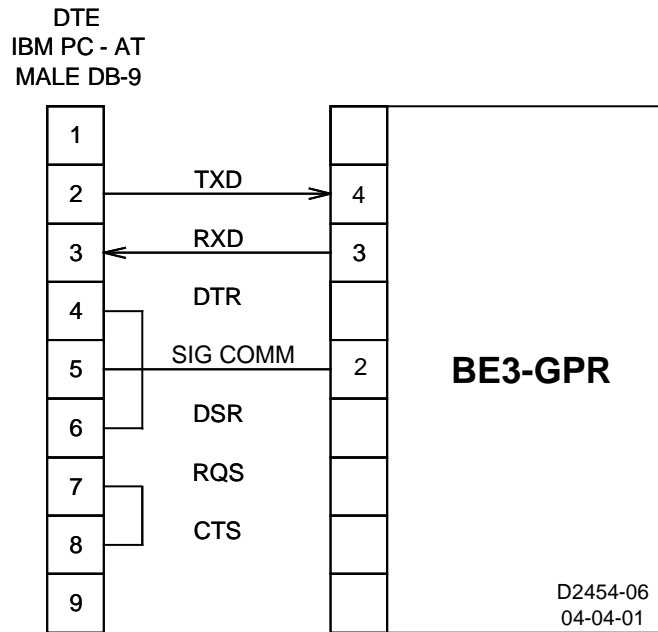 DTE
IBM PC - AT
MALE DB-9
1
2
TXD
4
3
RXD
3
4
DTR
5
SIG COMM
2
BE3-GPR
6
DSR
7
RQS
8
CTS
9
D2454-06
04-04-01